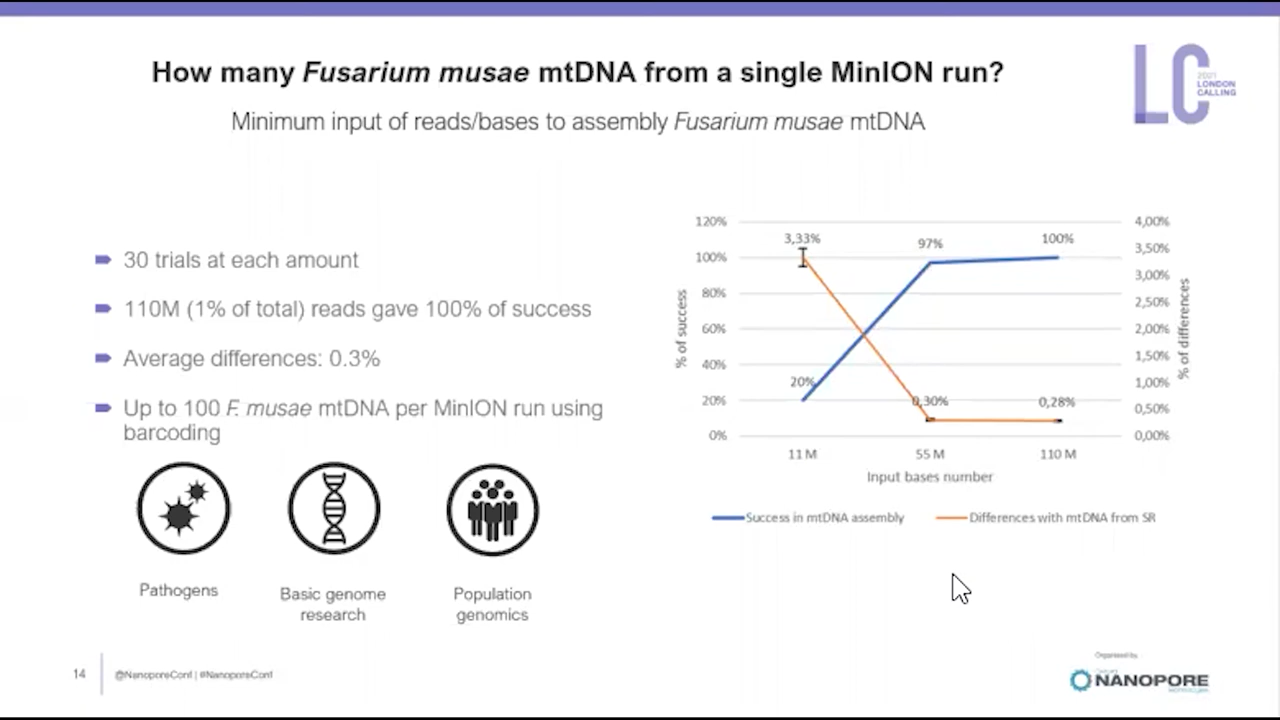 How many Fusarium musae mtDNA from a single MinION run?
LC
2021
LONDON
CALLING
Minimum input of reads/bases to assembly Fusarium musae mtDNA
30 trials at each amount
110M (1% of total) reads gave 100% of success
Average differences: 0.3%
Up to 100 F. musae mtDNA per MinION run using
barcoding
Pathogens
Basic genome
research
Population
genomics
% of success
120%
100%
80%
60%
40%
20%
0%
3,33%
97%
100%
20%
0,30%
0,28%
4,00%
3,50%
3,00%
2,50%
2,00%
1,50%
1,00%
0,50%
0,00%
% of differences
11 M
55 M
110 M
Input bases number
Success in mtDNA assembly
Differences with mtDNA from SR
14
@NanoporeConf | #NanoporeConf
Organised by
NANOPORE